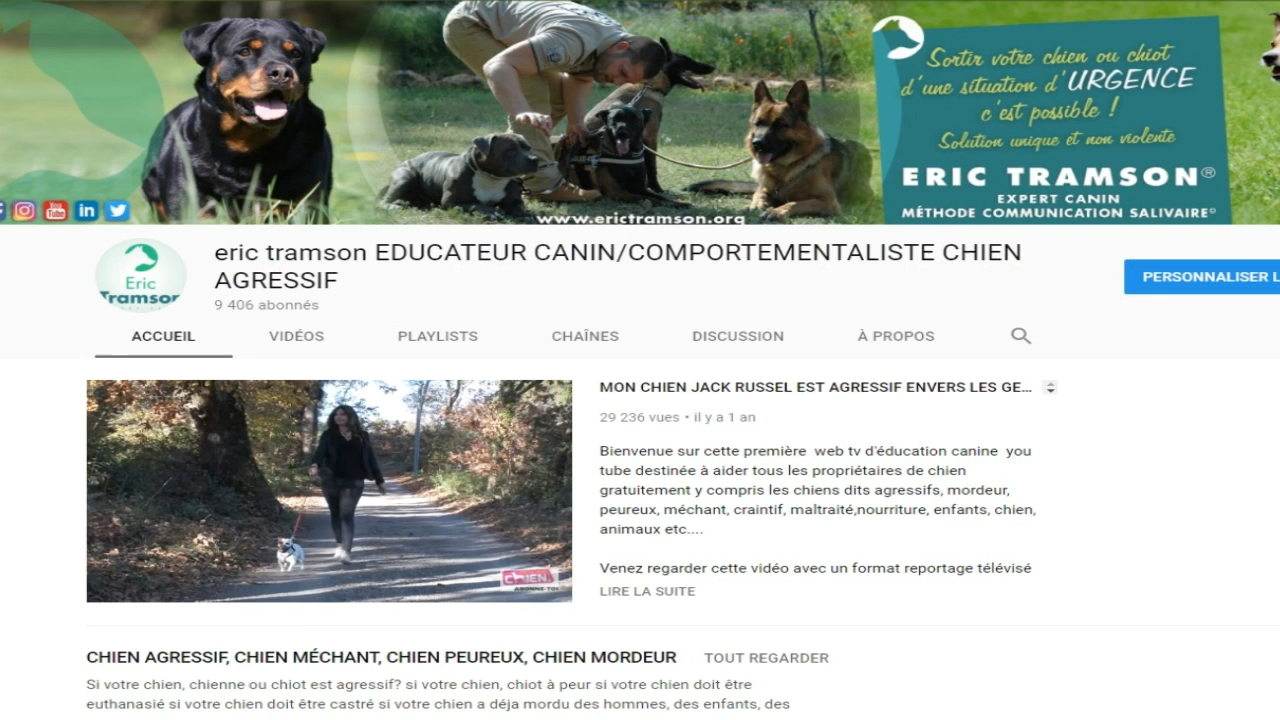 Sortir votre chien ou chiot
d'une situation d'URGENCE
c'est possible !
Solution unique et non violente
ERIC TRAMSON®
EXPERT CANIN
MÉTHODE COMMUNICATION SALIVAIRE®
You
Tube
in
www.erictramson.org
Eric
Tramson
eric tramson EDUCATEUR CANIN/COMPORTEMENTALISTE CHIEN
AGRESSIF
9 406 abonnés
PERSONNALISER L
ACCUEIL VIDÉOS PLAYLISTS CHAÎNES DISCUSSION À PROPOS
MON CHIEN JACK RUSSEL EST AGRESSIF ENVERS LES GE...
29 236 vues • il y a 1 an
Bienvenue sur cette première web tv d'éducation canine you
tube destinée à aider tous les propriétaires de chien
gratuitement y compris les chiens dits agressifs, mordeur,
peureux, méchant, craintif, maltraité,nourriture, enfants, chien,
animaux etc....
Venez regarder cette vidéo avec un format reportage télévisé
LIRE LA SUITE
CHIEN
ABONNE-TOI
CHIEN AGRESSIF, CHIEN MÉCHANT, CHIEN PEUREUX, CHIEN MORDEUR TOUT REGARDER
Si votre chien, chienne ou chiot est agressif? si votre chien, chiot à peur si votre chien doit être
euthanasié si votre chien doit être castré si votre chien a déja mordu des hommes, des enfants, des